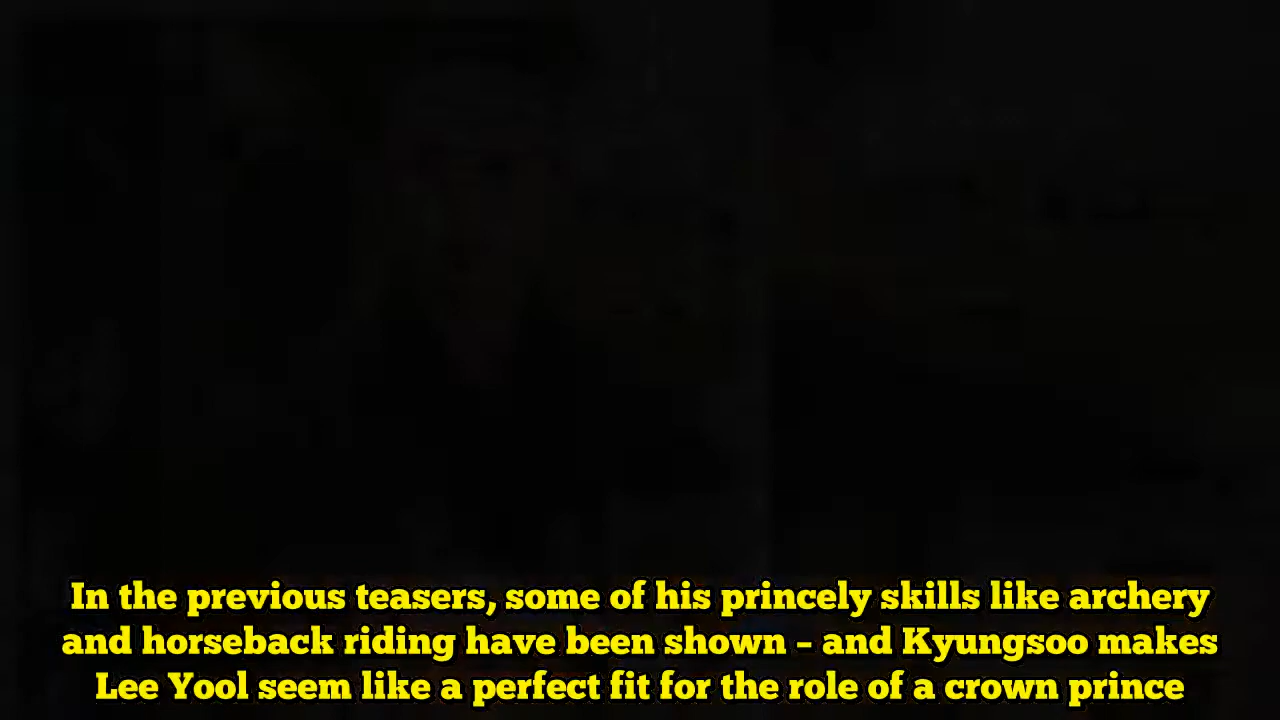 In the previous teasers, some of his princely skills like archery
and horseback riding have been shown – and Kyungsoo makes
Lee Yool seem like a perfect fit for the role of a crown prince